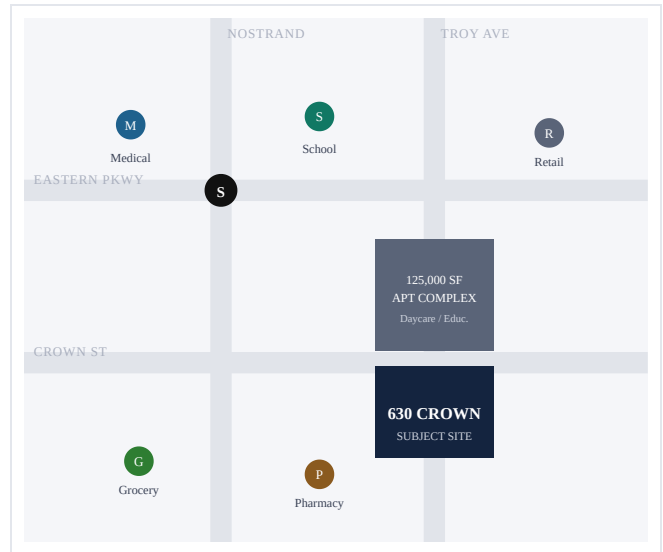 NOSTRAND
TROY AVE
S
M
R
School
Medical
Retail
EASTERN PKWY
S
125,000 SF
APT COMPLEX
Daycare / Educ.
CROWN ST
630 CROWN
SUBJECT SITE
G
P
Grocery
Pharmacy